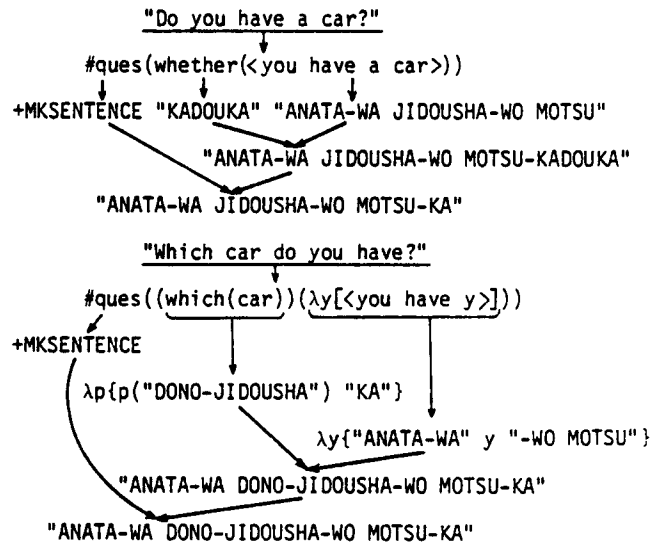 "Do you have a car?"
#ques(whether(<you have a car>))
+MKSENTENCE "KADOUKA" "ANATA-WA JIDOUSHA-WO MOTSU"
"ANATA-WA JIDOUSHA-WO MOTSU-KADOUKA"
"ANATA-WA JIDOUSHA-WO MOTSU-KA"
"Which car do you have?"
#ques((which(car))(λy[<you have y>]))
+MKSENTENCE
λp{p("DONO-JIDOUSHA") "KA"}
λy{"ANATA-WA" y "-WO MOTSU"}
"ANATA-WA DONO-JIDOUSHA-WO MOTSU-KA"
"ANATA-WA DONO-JIDOUSHA-WO MOTSU-KA"